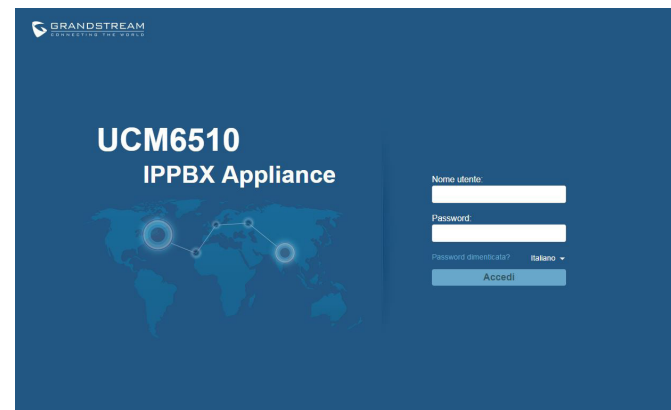 GRANDSTREAM
CONNECTING THE WORLD
UCM6510
IPPBX Appliance
Nome utente:
Password:
Password dimenticata? Italiano
Accedi